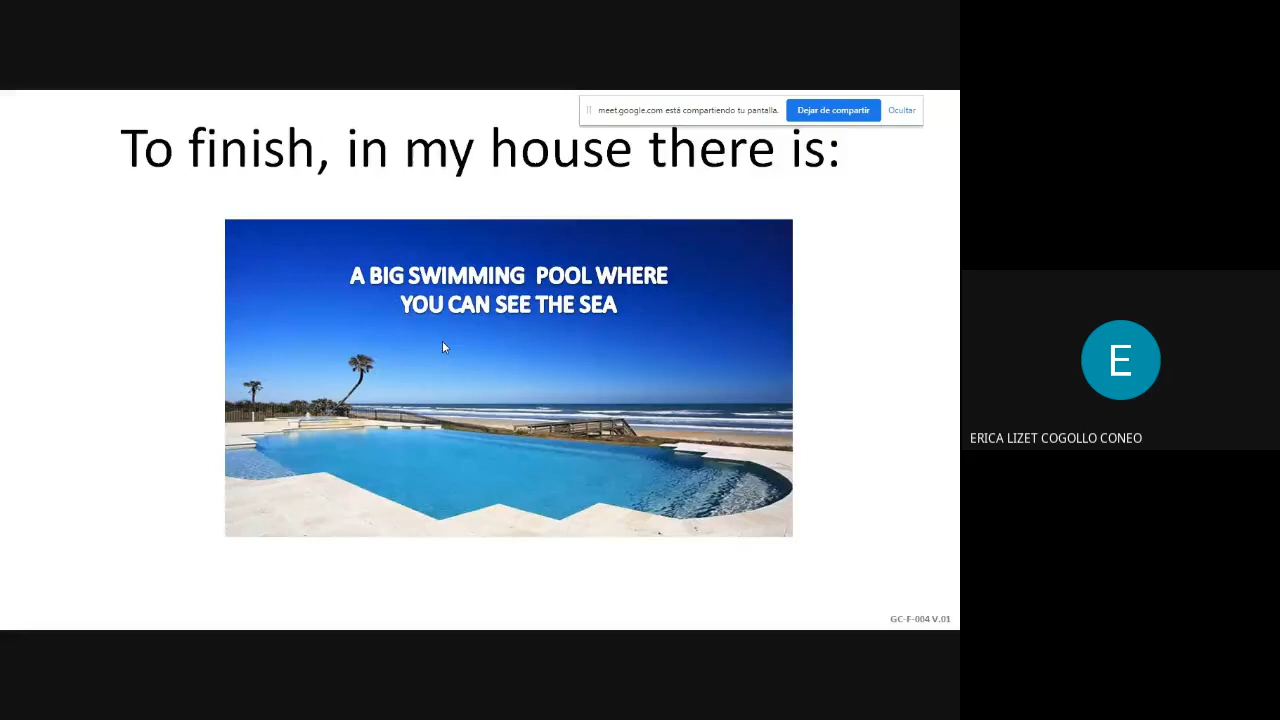 meet.google.com está compartiendo tu pantalla. Dejar de compartir Ocultar
To finish, in my house there is:
A BIG SWIMMING POOL WHERE
YOU CAN SEE THE SEA
E
ERICA LIZET COGOLLO CONEO
GC-F-004 V.01